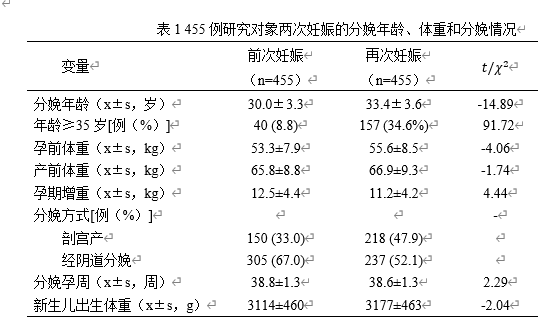 表 1 455 例研究对象两次妊娠的分娩年龄、体重和分娩情况
变量 前次妊娠（n=455） 再次妊娠（n=455） t/χ²
分娩年龄（x±s，岁） 30.0±3.3 33.4±3.6 -14.89
年龄≥35 岁[例（%）] 40 (8.8) 157 (34.6%) 91.72
孕前体重（x±s，kg） 53.3±7.9 55.6±8.5 -4.06
产前体重（x±s，kg） 65.8±8.8 66.9±9.3 -1.74
孕期增重（x±s，kg） 12.5±4.4 11.2±4.2 4.44
分娩方式[例（%）] -
剖宫产 150 (33.0) 218 (47.9)
经阴道分娩 305 (67.0) 237 (52.1)
分娩孕周（x±s，周） 38.8±1.3 38.6±1.3 2.29
新生儿出生体重（x±s，g） 3114±460 3177±463 -2.04